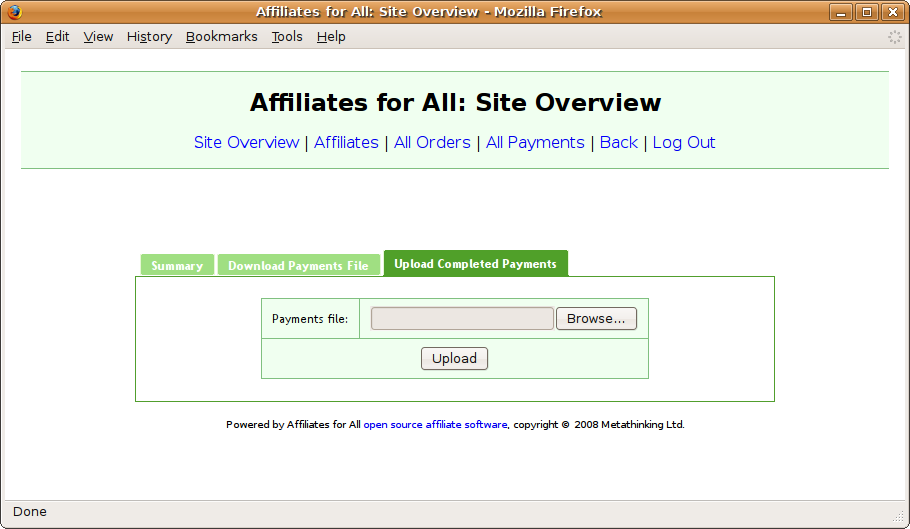 Affiliates for All: Site Overview - Mozilla Firefox
File Edit View History Bookmarks Tools Help
Affiliates for All: Site Overview
Site Overview | Affiliates | All Orders | All Payments | Back | Log Out
Summary Download Payments File Upload Completed Payments
Payments file: Browse...
Upload
Powered by Affiliates for All open source affiliate software, copyright © 2008 Metathinking Ltd.
Done